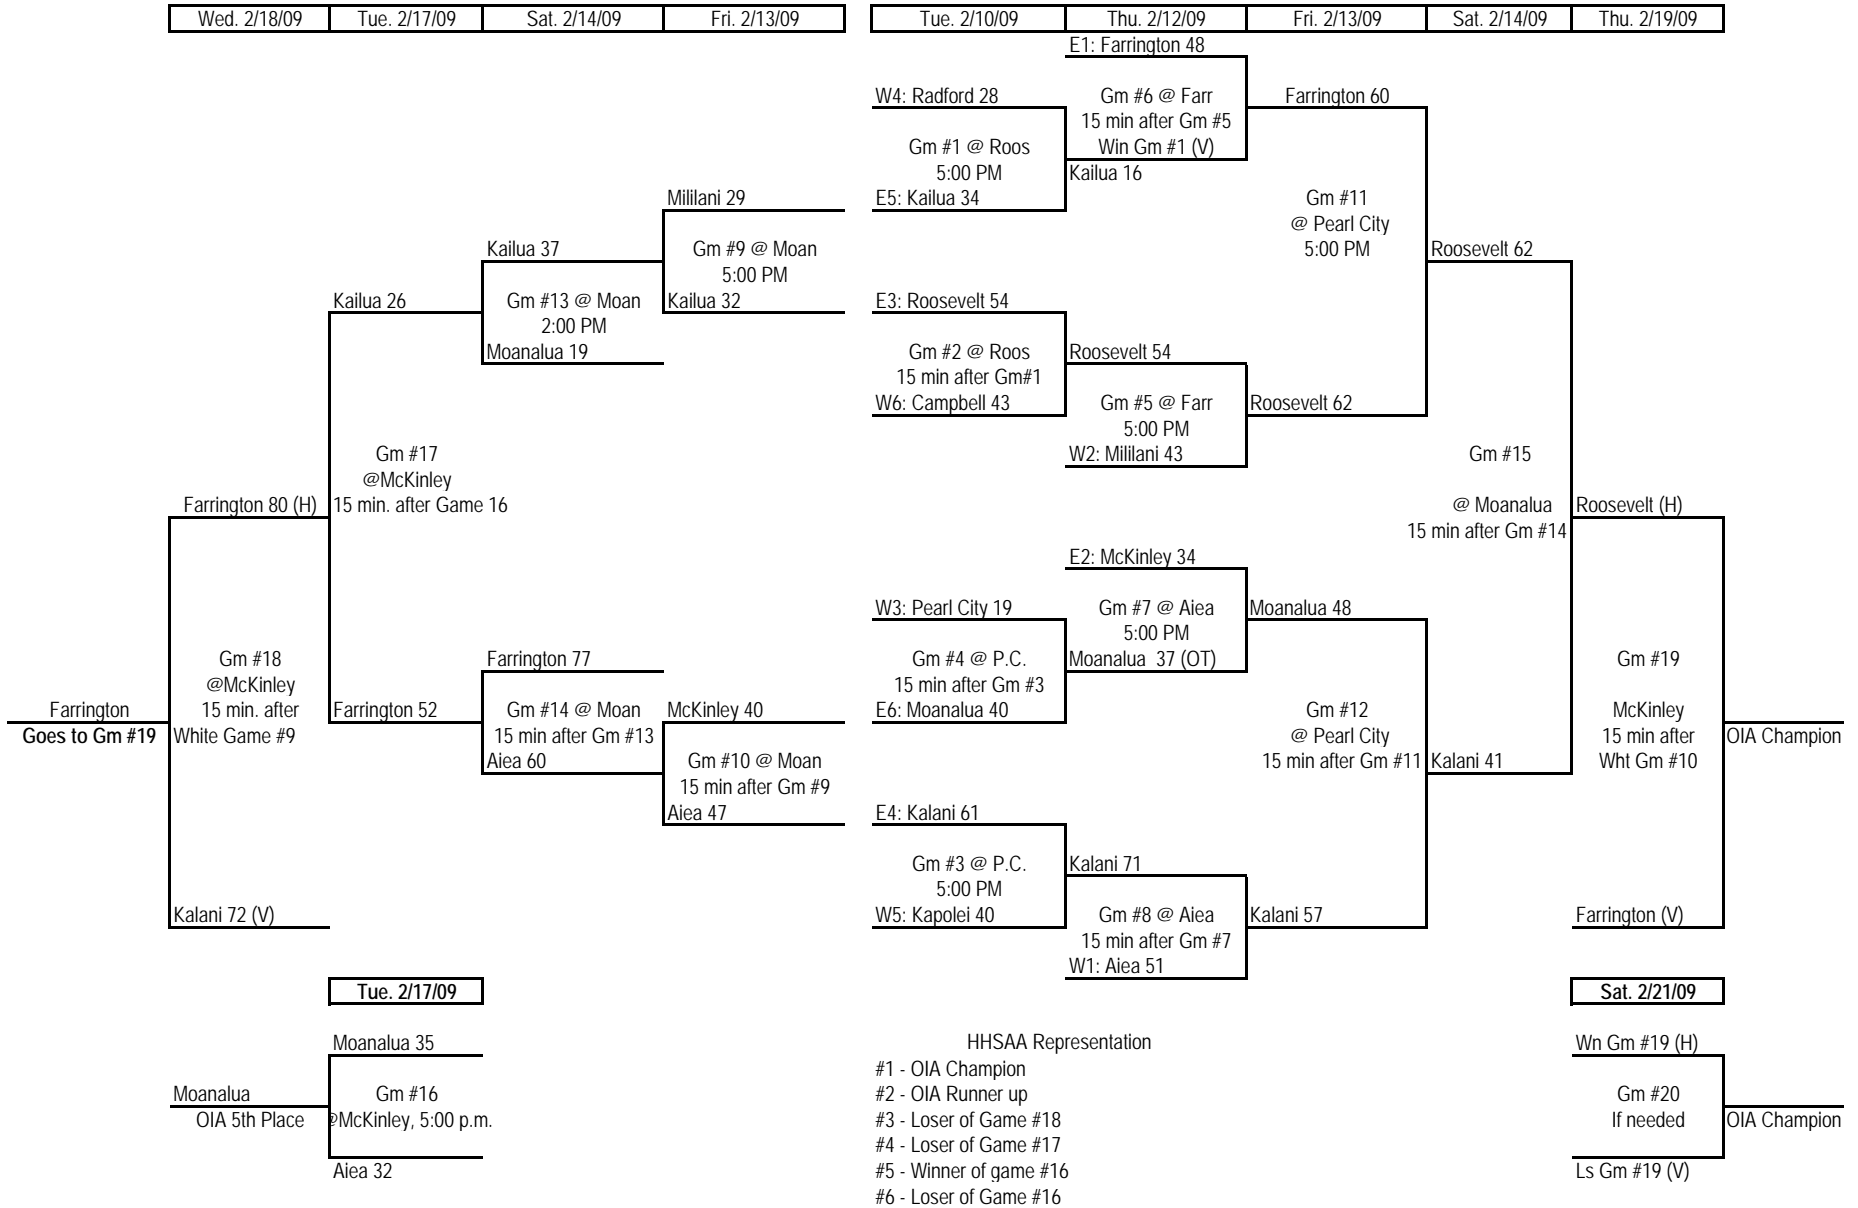 Wed. 2/18/09 Tue. 2/17/09 Sat. 2/14/09 Fri. 2/13/09 Tue. 2/10/09 Thu. 2/12/09 Fri. 2/13/09 Sat. 2/14/09 Thu. 2/19/09
E1: Farrington 48
W4: Radford 28 Gm #6 @ Farr Farrington 60
15 min after Gm #5
Gm #1 @ Roos Win Gm #1 (V)
5:00 PM Kailua 16
Mililani 29 E5: Kailua 34 Gm #11
@ Pearl City
Kailua 37 Gm #9 @ Moan 5:00 PM Roosevelt 62
5:00 PM
Kailua 26 Gm #13 @ Moan Kailua 32 E3: Roosevelt 54
2:00 PM
Moanalua 19 Gm #2 @ Roos Roosevelt 54
15 min after Gm#1
W6: Campbell 43 Gm #5 @ Farr Roosevelt 62
5:00 PM
Gm #17 W2: Mililani 43 Gm #15
@McKinley
Farrington 80 (H) 15 min. after Game 16 @ Moanalua Roosevelt (H)
15 min after Gm #14
E2: McKinley 34
W3: Pearl City 19 Gm #7 @ Aiea Moanalua 48
5:00 PM
Gm #18 Farrington 77 Gm #4 @ P.C. Moanalua 37 (OT) Gm #19
@McKinley 15 min after Gm #3
Farrington 15 min. after Farrington 52 Gm #14 @ Moan McKinley 40 E6: Moanalua 40 Gm #12 McKinley
Goes to Gm #19 White Game #9 15 min after Gm #13 @ Pearl City 15 min after OIA Champion
Aiea 60 Gm #10 @ Moan 15 min after Gm #11 Kalani 41 Wht Gm #10
15 min after Gm #9
Aiea 47 E4: Kalani 61
Gm #3 @ P.C. Kalani 71
5:00 PM
Kalani 72 (V) W5: Kapolei 40 Gm #8 @ Aiea Kalani 57 Farrington (V)
15 min after Gm #7
W1: Aiea 51
Tue. 2/17/09 Sat. 2/21/09
Moanalua 35 HHSAA Representation Wn Gm #19 (H)
#1 - OIA Champion
Moanalua Gm #16 #2 - OIA Runner up Gm #20
OIA 5th Place @McKinley, 5:00 p.m. #3 - Loser of Game #18 If needed OIA Champion
#4 - Loser of Game #17
Aiea 32 #5 - Winner of game #16 Ls Gm #19 (V)
#6 - Loser of Game #16